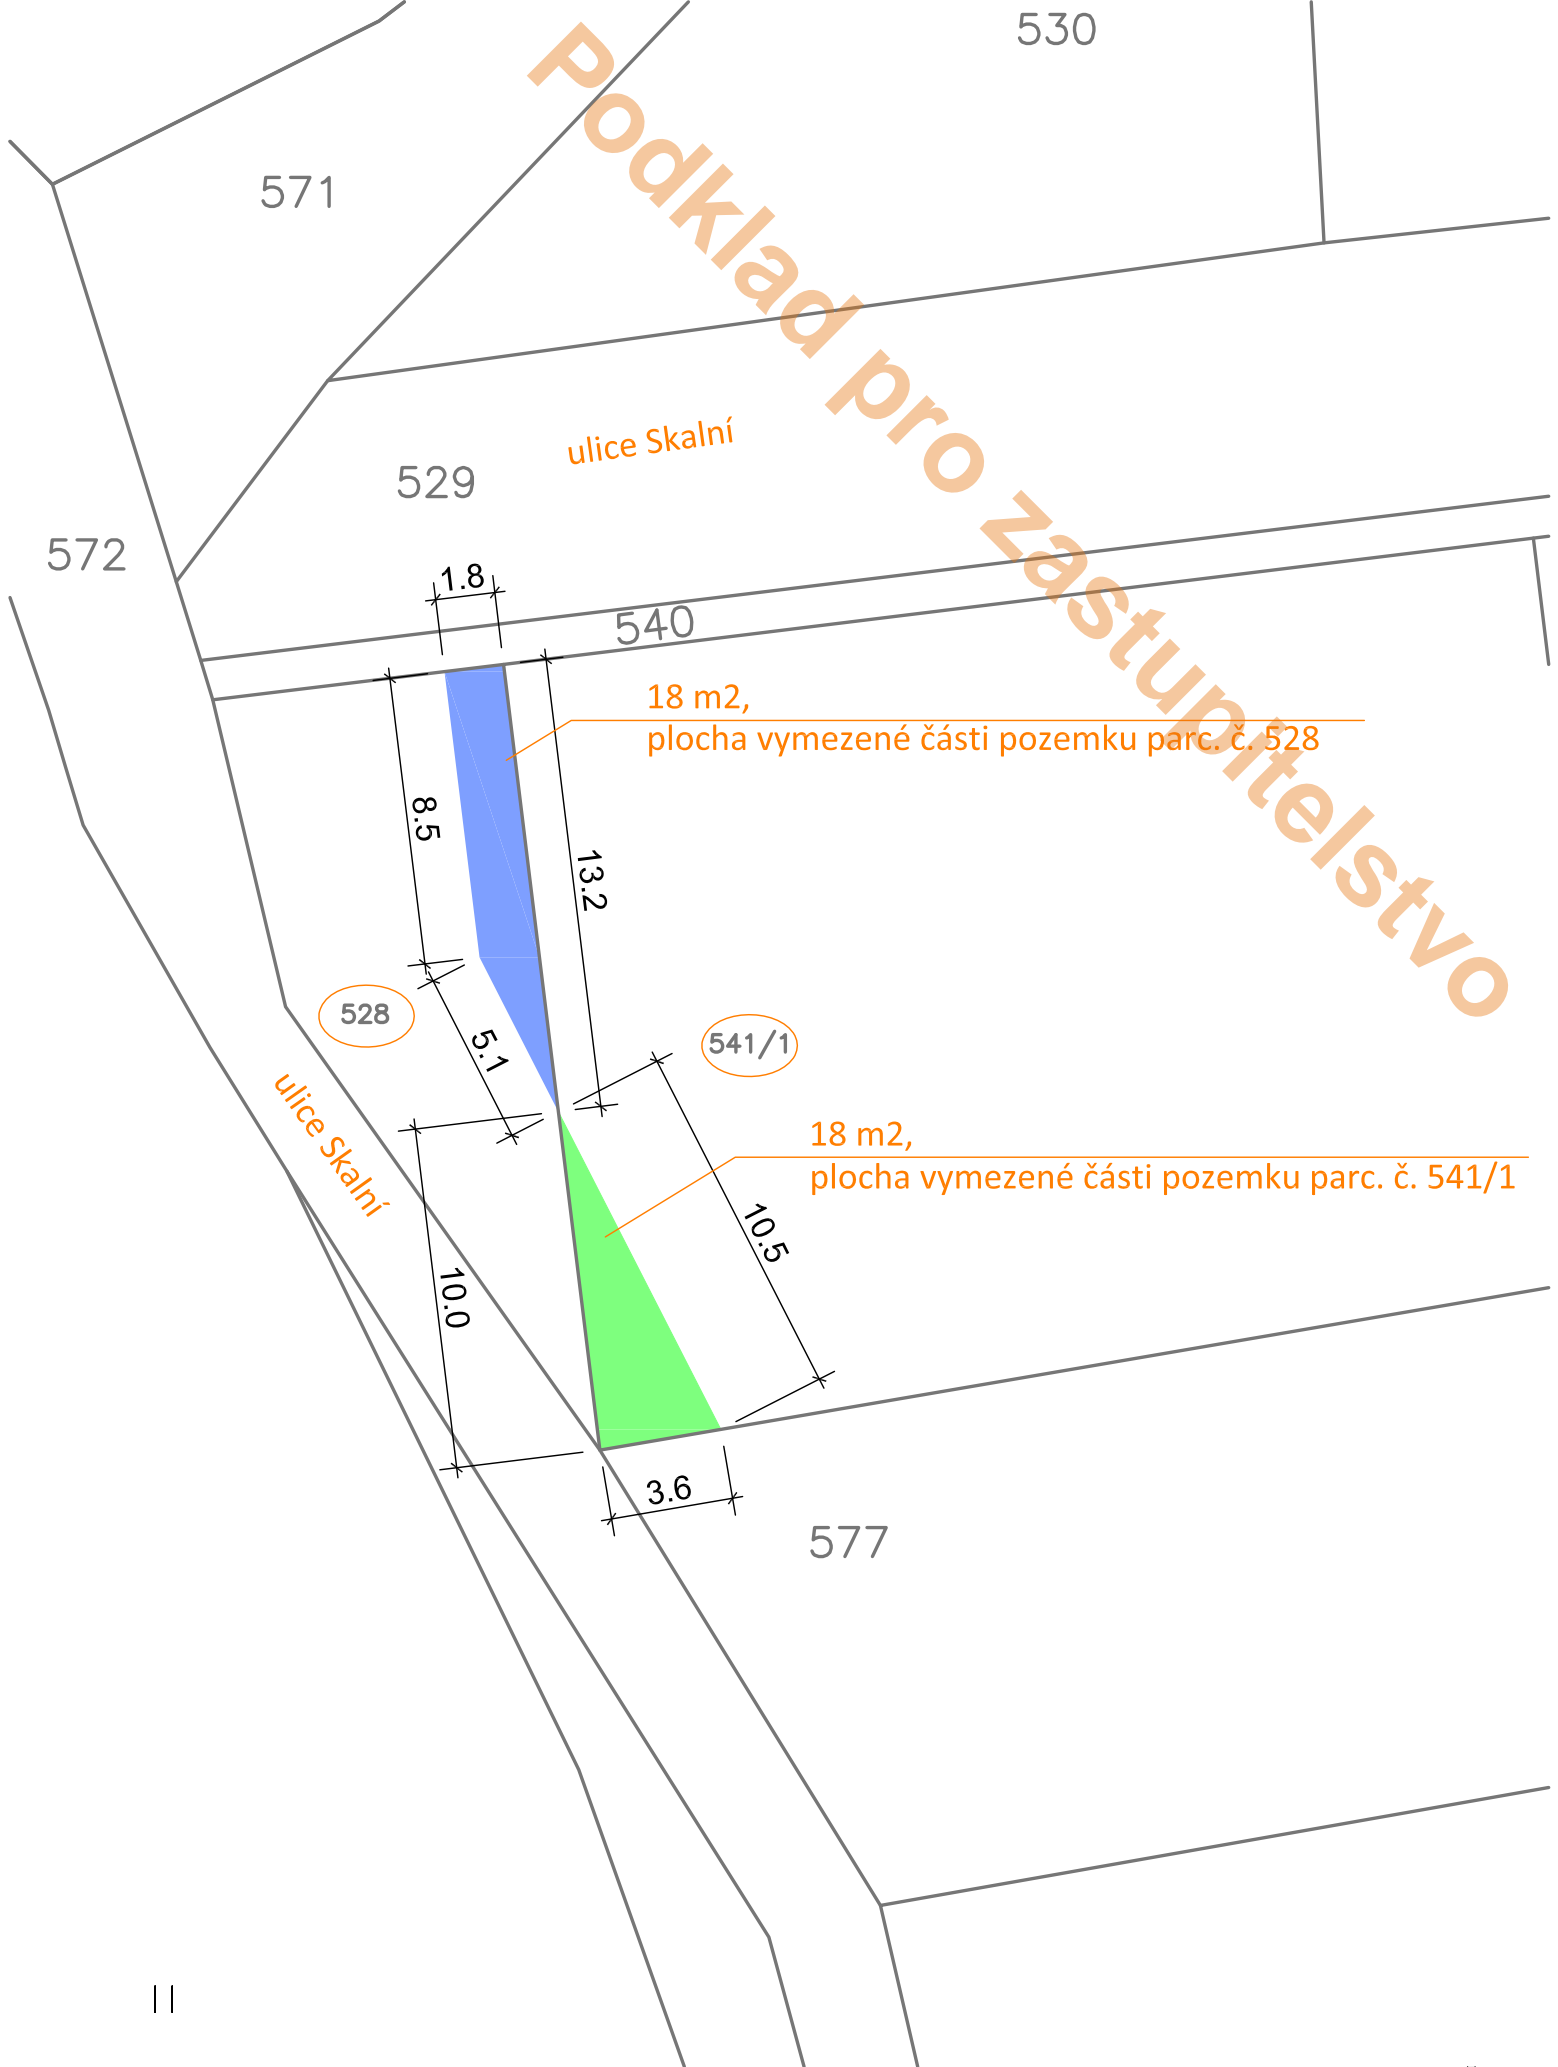 530
571
Podklad pro zastupitelstvo
ulice Skalní
529
572
1.8
540
18 m2,
plocha vymezené části pozemku parc. č. 528
8.5
13.2
528
5.1
541/1
ulice Skalní
18 m2,
plocha vymezené části pozemku parc. č. 541/1
10.5
10.0
3.6
577